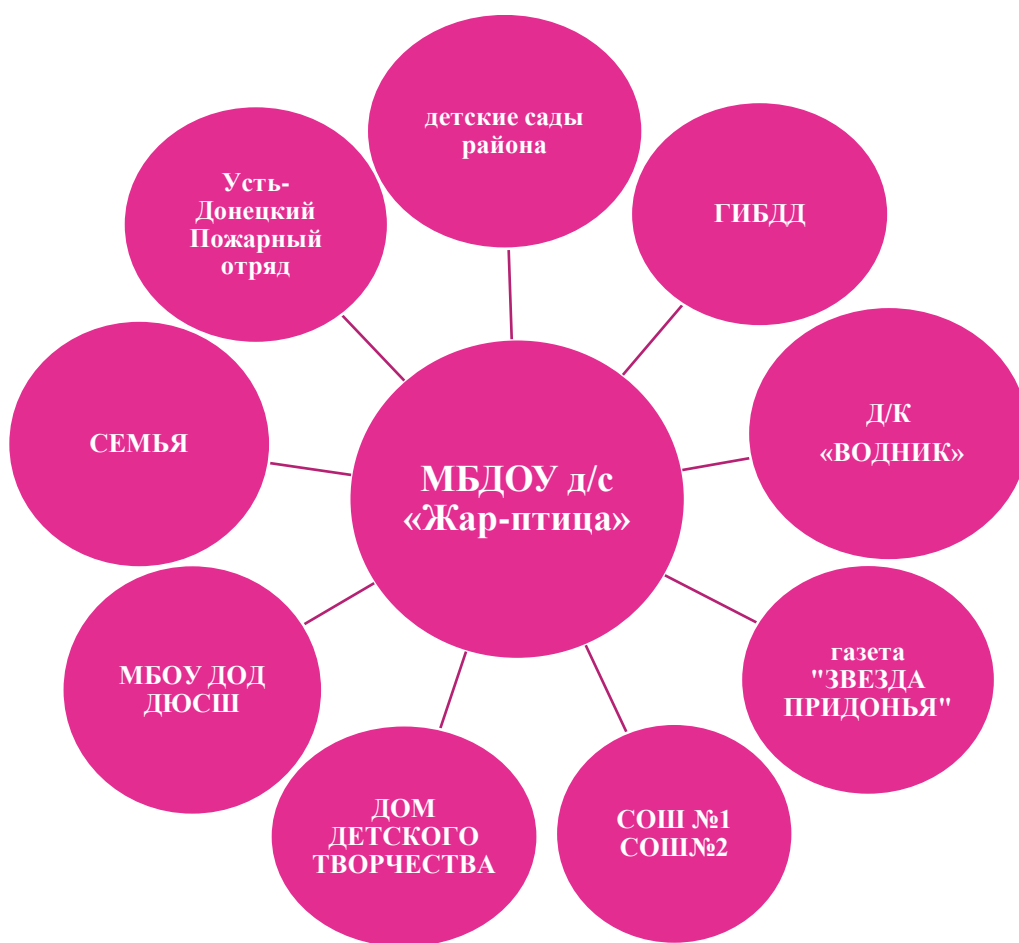 детские сады
района
ГИБДД
Усть-
Донецкий
Пожарный
отряд
Д/К
«ВОДНИК»
СЕМЬЯ
МБДОУ д/с
«Жар-птица»
газета
"ЗВЕЗДА
ПРИДОНЬЯ"
МБОУ ДОД
ДЮСШ
СОШ №1
СОШ№2
ДОМ
ДЕТСКОГО
ТВОРЧЕСТВА